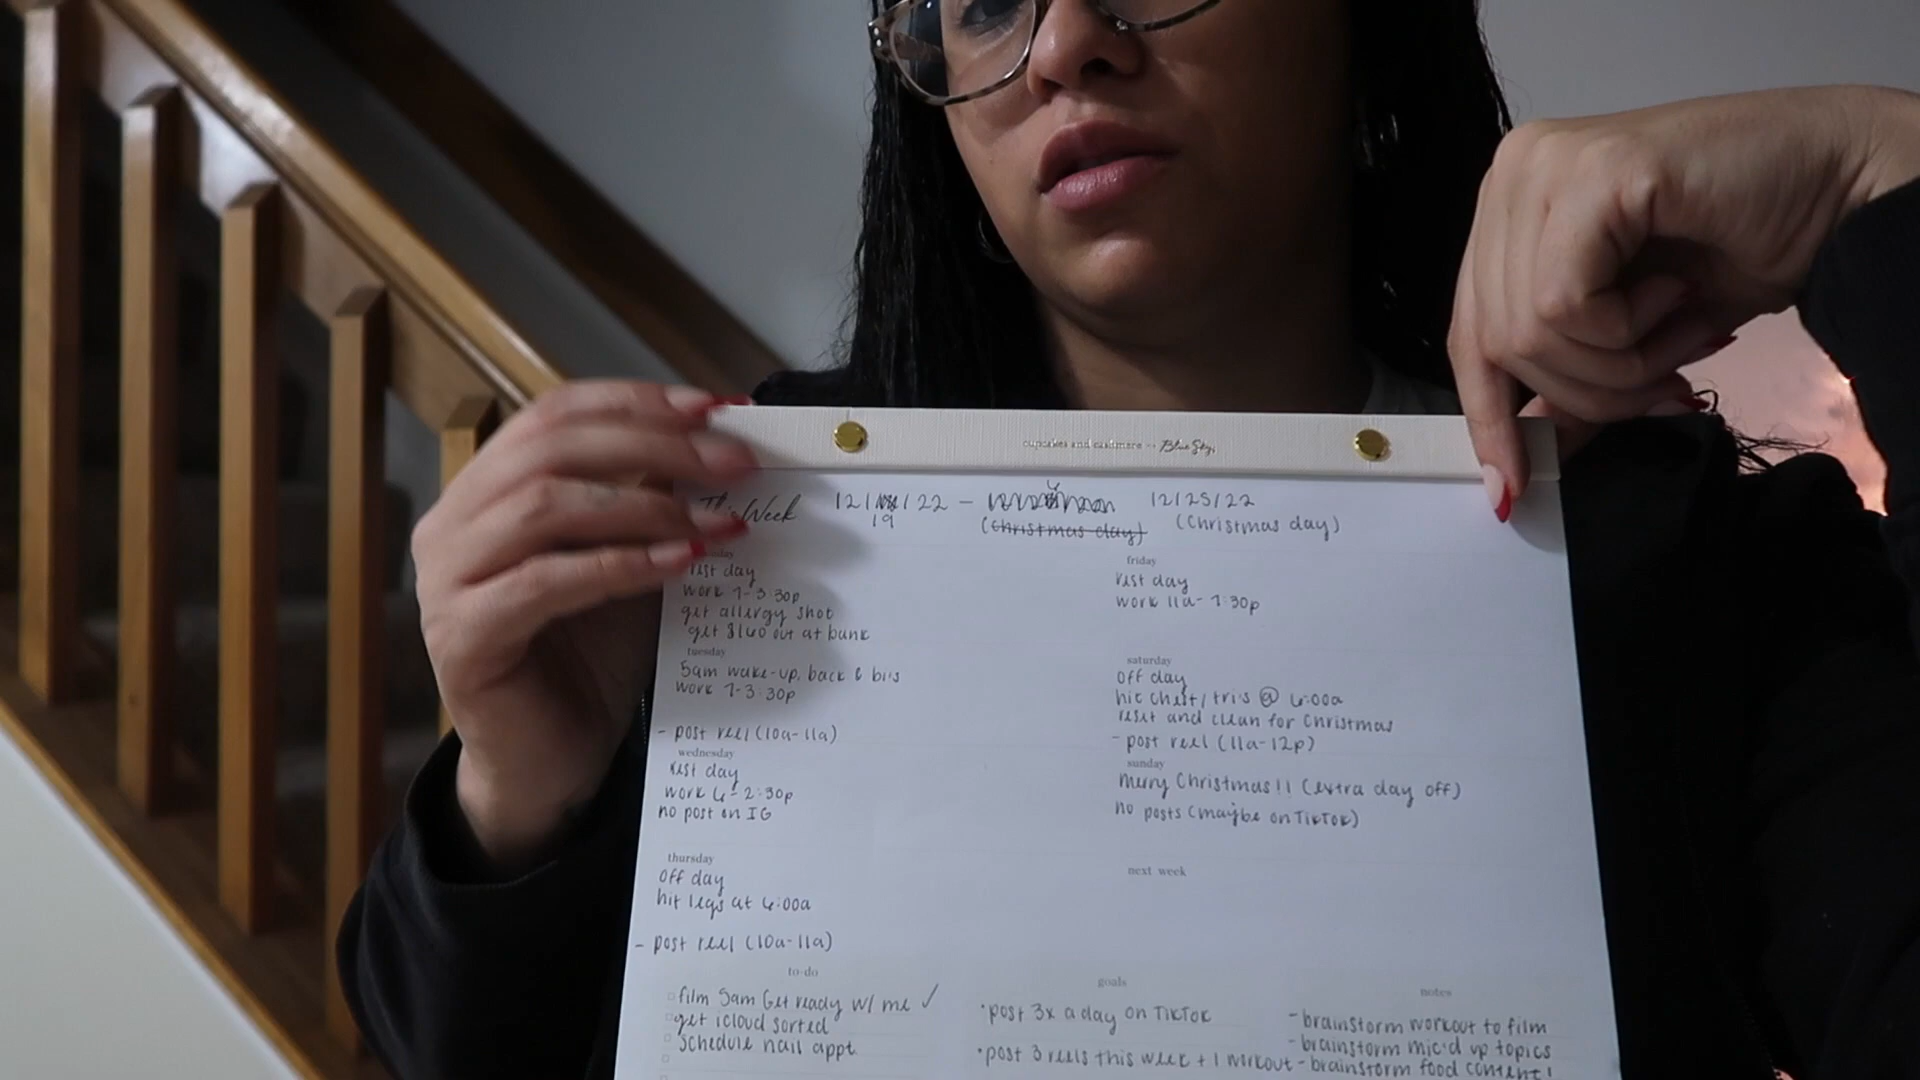 cupcakes and cashmere Blue Sky
This Week 12/ /22 - 12/25/22
19 (Christmas day) (Christmas day)
rest day
work 7-3:30p
get allergy shot
get $160 out at bank
tuesday
5am wake-up, back & bi's
work 7-3:30p
- post reel (10a-11a)
wednesday
rest day
work 6-2:30p
no post on IG
thursday
off day
hit legs at 6:00a
- post reel (10a-11a)
friday
rest day
work 11a-7:30p
saturday
off day
hit chest/tri's @ 6:00a
reset and clean for Christmas
- post reel (11a-12p)
sunday
merry Christmas!! (extra day off)
no posts (maybe on TikTok)
next week
to-do
film 5am Get ready w/ me ✓
get icloud sorted
schedule nail appt.
goals
•post 3x a day on TikTok
•post 3 reels this week + 1 workout
notes
- brainstorm workout to film
- brainstorm mic'd up topics
- brainstorm food content!